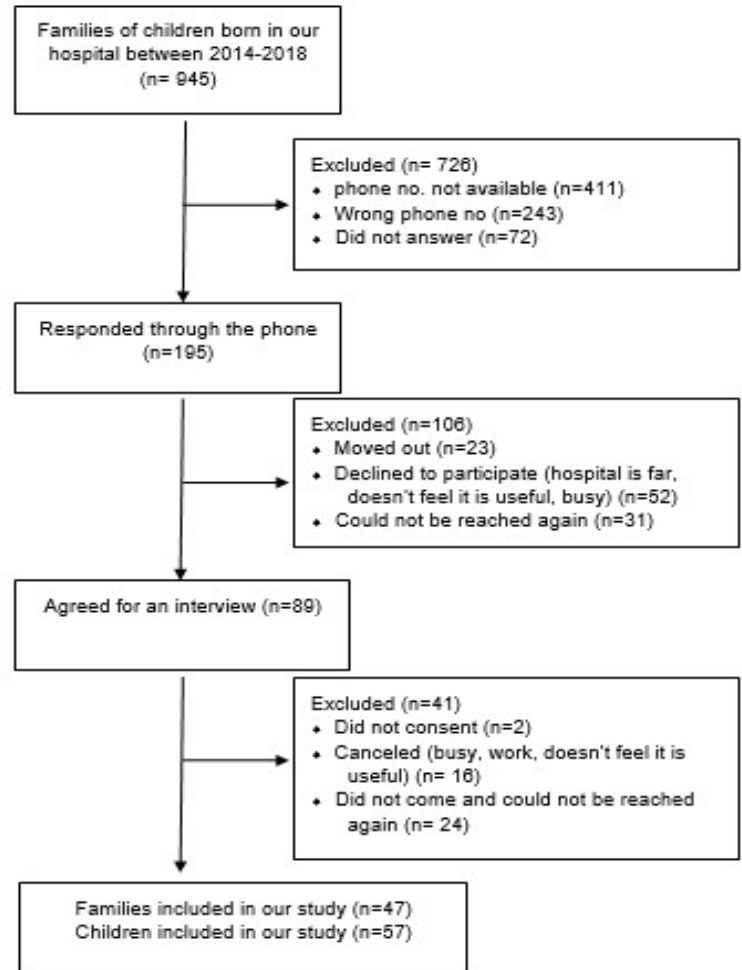 Families of children born in our
hospital between 2014-2018
(n= 945)
Excluded (n= 726)
• phone no. not available (n=411)
• Wrong phone no (n=243)
• Did not answer (n=72)
Responded through the phone
(n=195)
Excluded (n=106)
• Moved out (n=23)
• Declined to participate (hospital is far,
doesn't feel it is useful, busy) (n=52)
• Could not be reached again (n=31)
Agreed for an interview (n=89)
Excluded (n=41)
• Did not consent (n=2)
• Canceled (busy, work, doesn't feel it is
useful) (n= 16)
• Did not come and could not be reached
again (n= 24)
Families included in our study (n=47)
Children included in our study (n=57)